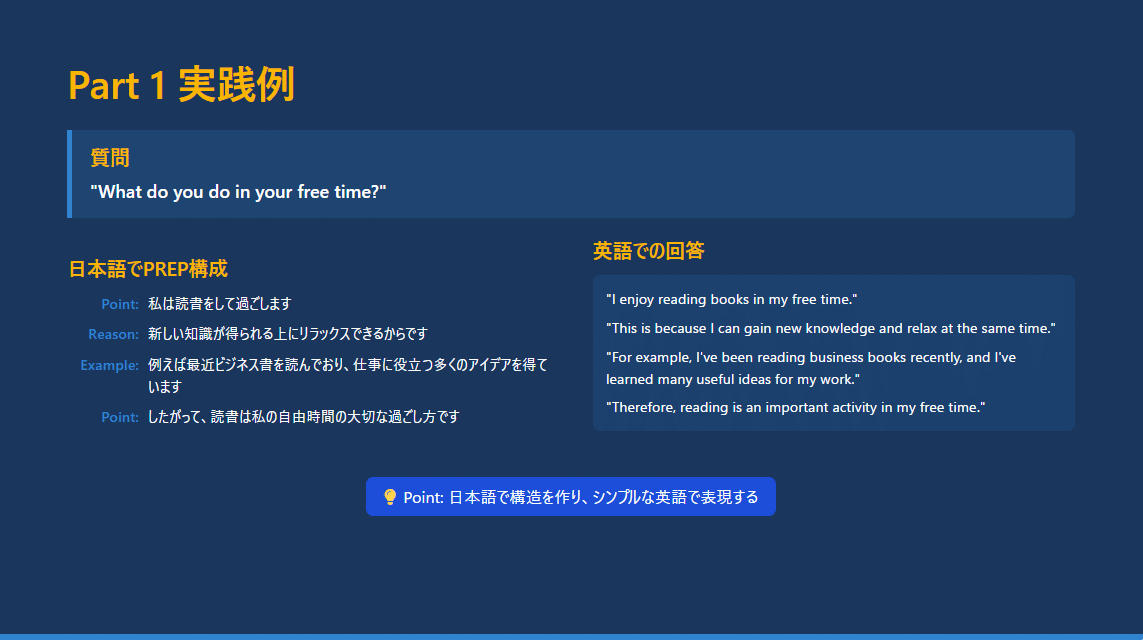 Part 1 実践例
質問
"What do you do in your free time?"
日本語でPREP構成
Point: 私は読書をして過ごします
Reason: 新しい知識が得られる上にリラックスできるからです
Example: 例えば最近ビジネス書を読んでおり、仕事に役立つ多くのアイデアを得て
います
Point: したがって、読書は私の自由時間の大切な過ごし方です
英語での回答
"I enjoy reading books in my free time."
"This is because I can gain new knowledge and relax at the same time."
"For example, I've been reading business books recently, and I've
learned many useful ideas for my work."
"Therefore, reading is an important activity in my free time."
💡 Point: 日本語で構造を作り、シンプルな英語で表現する